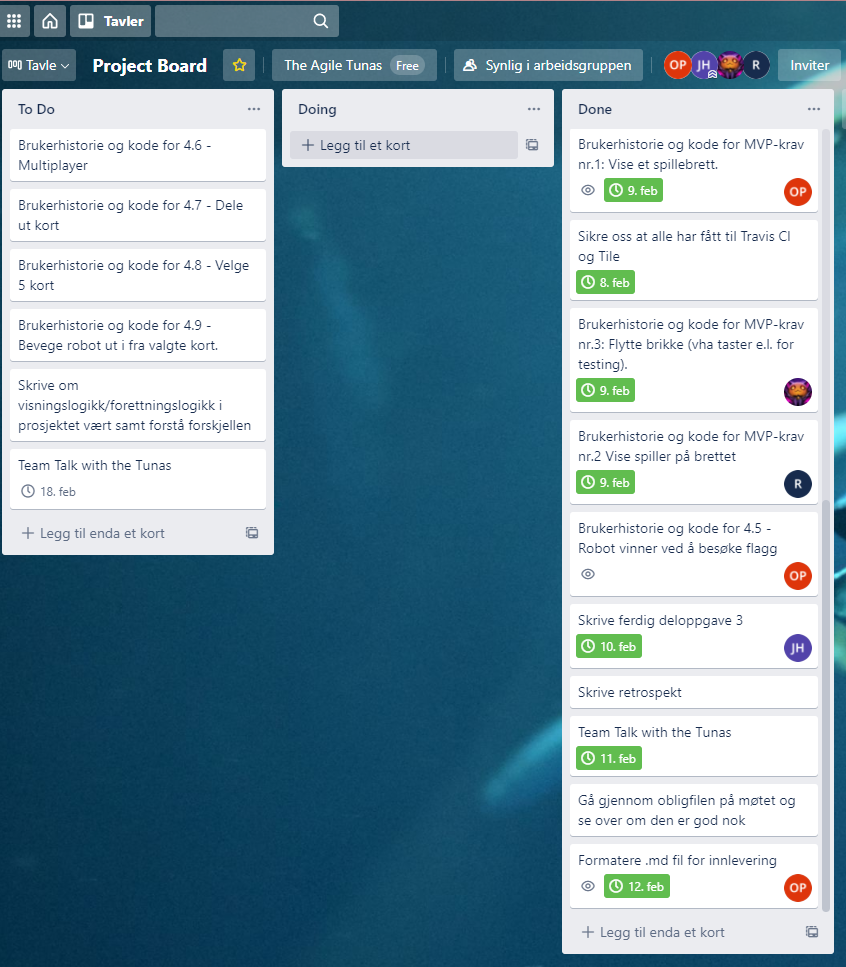 Tavler
Tavle
Project Board
The Agile Tunas Free
Synlig i arbeidsgruppen
OP
JH
R
Inviter
To Do
Brukerhistorie og kode for 4.6 -
Multiplayer
Brukerhistorie og kode for 4.7 - Dele
ut kort
Brukerhistorie og kode for 4.8 - Velge
5 kort
Brukerhistorie og kode for 4.9 -
Bevege robot ut i fra valgte kort.
Skrive om
visningslogikk/forettningslogikk i
prosjektet vært samt forstå forskjellen
Team Talk with the Tunas
18. feb
Legg til enda et kort
Doing
Legg til et kort
Done
Brukerhistorie og kode for MVP-krav
nr.1: Vise et spillebrett.
9. feb
OP
Sikre oss at alle har fått til Travis CI
og Tile
8. feb
Brukerhistorie og kode for MVP-krav
nr.3: Flytte brikke (vha taster e.l. for
testing).
9. feb
Brukerhistorie og kode for MVP-krav
nr.2 Vise spiller på brettet
9. feb
R
Brukerhistorie og kode for 4.5 -
Robot vinner ved å besøke flagg
OP
Skrive ferdig deloppgave 3
10. feb
JH
Skrive retrospekt
Team Talk with the Tunas
11. feb
Gå gjennom obligfilen på møtet og
se over om den er god nok
Formatere .md fil for innlevering
12. feb
OP
Legg til enda et kort